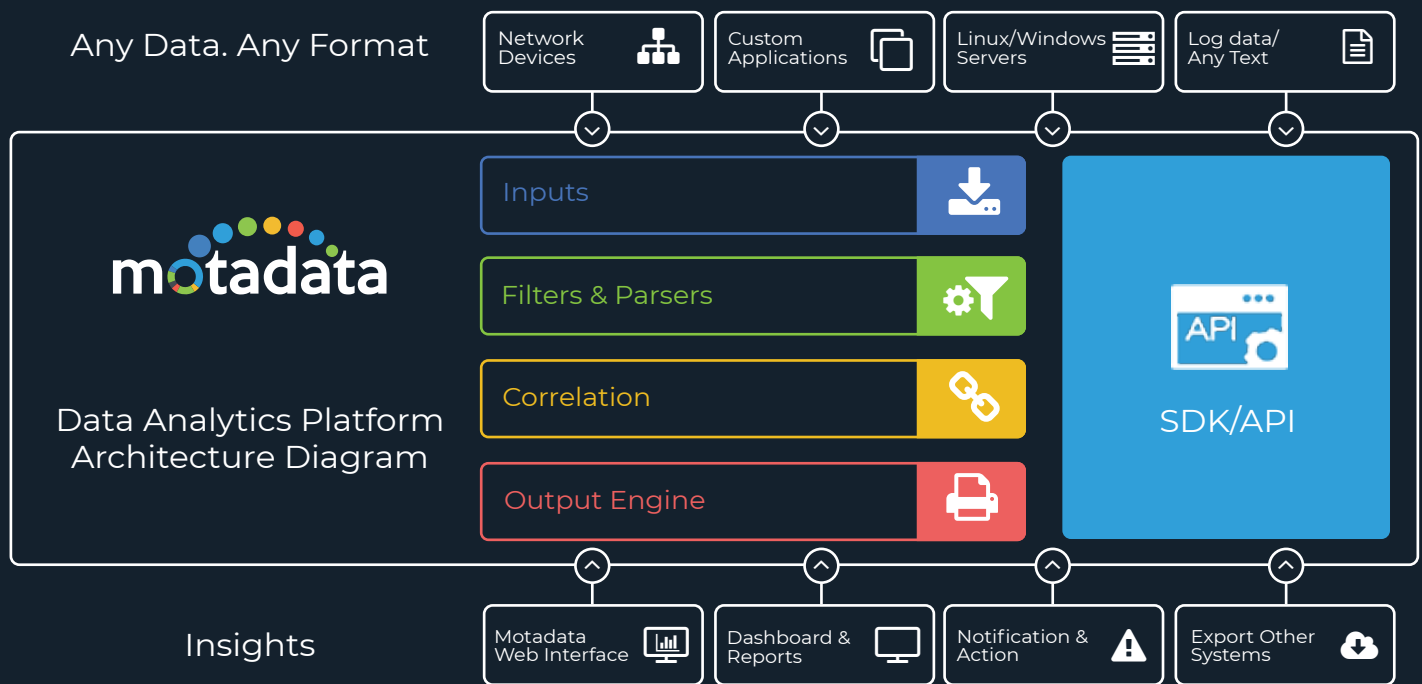 Any Data. Any Format
Network
Devices
Custom
Applications
Linux/Windows
Servers
Log data/
Any Text
motadata
Data Analytics Platform
Architecture Diagram
Inputs
Filters & Parsers
Correlation
Output Engine
API
SDK/API
Insights
Motadata
Web Interface
Dashboard &
Reports
Notification &
Action
Export Other
Systems